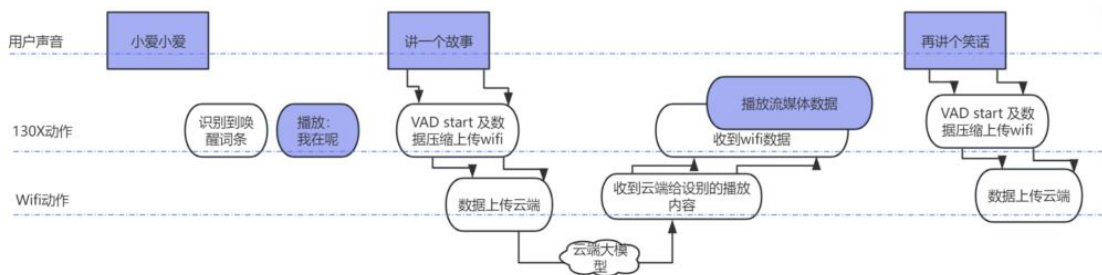 用户声音
小爱小爱
讲一个故事
再讲个笑话
130X动作
识别到唤
醒词条
播放：
我在呢
VAD start 及数
据压缩上传wifi
播放流媒体数据
收到wifi数据
VAD start 及数
据压缩上传wifi
Wifi动作
数据上传云端
收到云端给设别的播放
内容
数据上传云端
云端大模
型